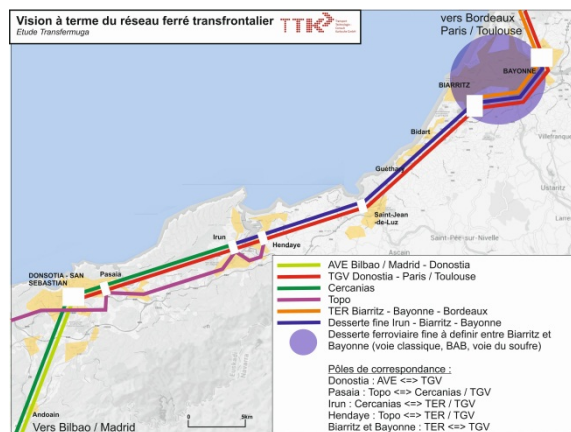 Vision à terme du réseau ferré transfrontalier
Etude Transfermuga
TTK
vers Bordeaux
Paris / Toulouse
BAYONNE
BIARRITZ
Bidart
Villefranque
Guéthary
Ustaritz
Saint-Jean
-de-Luz
Saint-Pée-sur-Nivelle
Ascain
Irun
Hendaye
Pasaia
DONSOTIA - SAN
SEBASTIAN
AVE Bilbao / Madrid - Donostia
TGV Donostia - Paris / Toulouse
Cercanias
Topo
TER Biarritz - Bayonne - Bordeaux
Desserte fine Irun - Biarritz - Bayonne
Desserte ferroviaire fine à definir entre Biarritz et
Bayonne (voie classique, BAB, voie du soufre)
Pôles de correspondance :
Donostia : AVE <=> TGV
Pasaia : Topo <=> Cercanias / TGV
Irun : Cercanias <=> TER / TGV
Hendaye : Topo <=> TER / TGV
Biarritz et Bayonne : TER <=> TGV
Andoain
Vers Bilbao / Madrid
0 5km